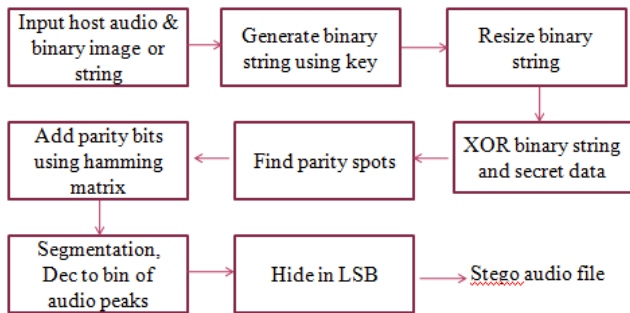 Input host audio &
binary image or
string
Generate binary
string using key
Resize binary
string
XOR binary string
and secret data
Find parity spots
Add parity bits
using hamming
matrix
Segmentation,
Dec to bin of
audio peaks
Hide in LSB
Stego audio file